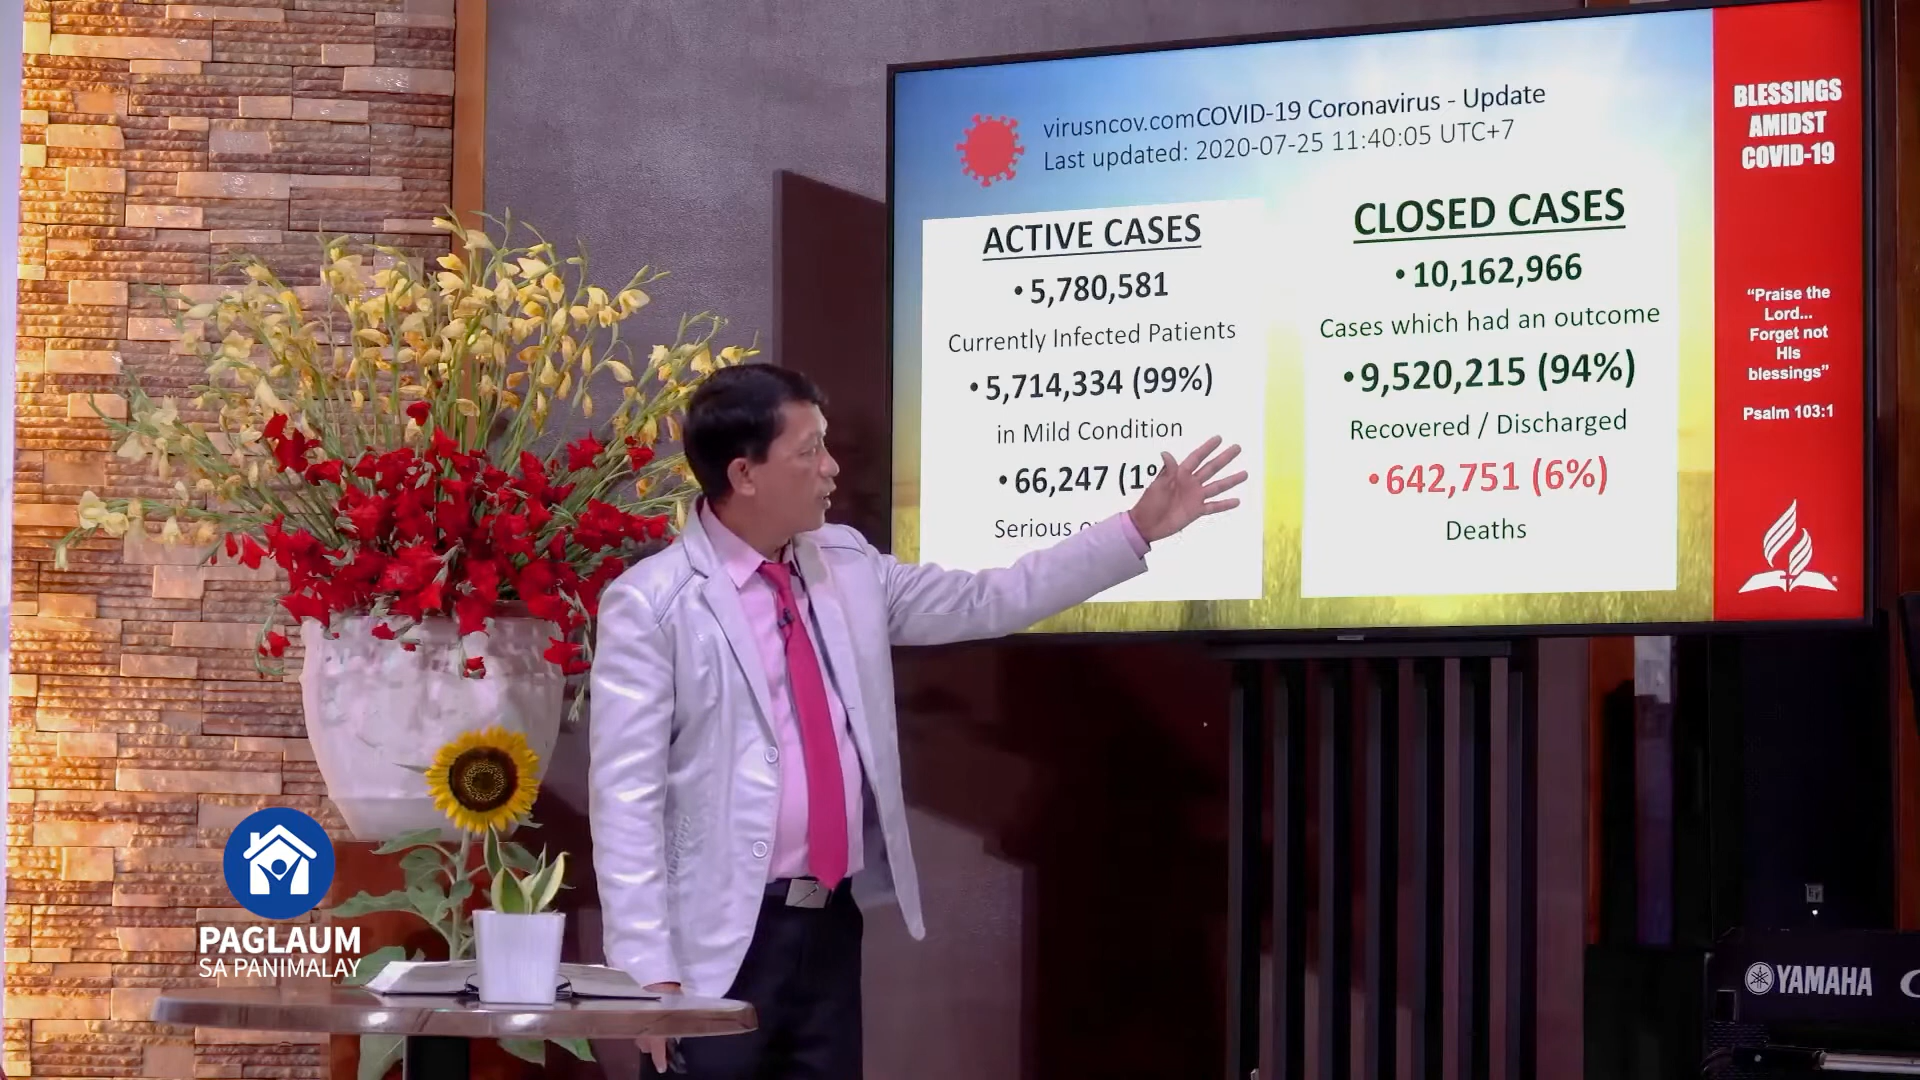 virusncov.comCOVID-19 Coronavirus - Update
Last updated: 2020-07-25 11:40:05 UTC+7
ACTIVE CASES
•5,780,581
Currently Infected Patients
•5,714,334 (99%)
in Mild Condition
•66,247 (1%
Serious
CLOSED CASES
•10,162,966
Cases which had an outcome
•9,520,215 (94%)
Recovered / Discharged
•642,751 (6%)
Deaths
BLESSINGS
AMIDST
COVID-19
“Praise the
Lord...
Forget not
HIs
blessings”
Psalm 103:1
PAGLAUM
SA PANIMALAY
YAMAHA